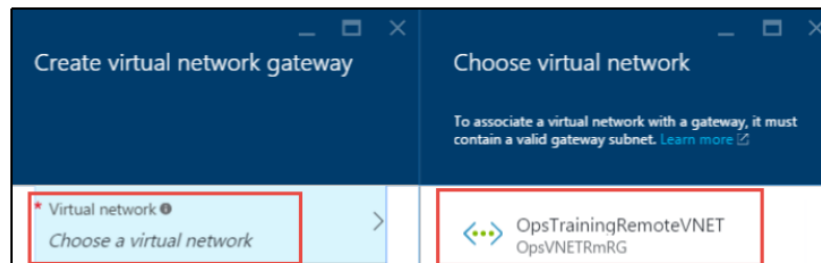 Create virtual network gateway
Choose virtual network
To associate a virtual network with a gateway, it must
contain a valid gateway subnet. Learn more
* Virtual network
Choose a virtual network
OpsTrainingRemoteVNET
OpsVNETRmRG